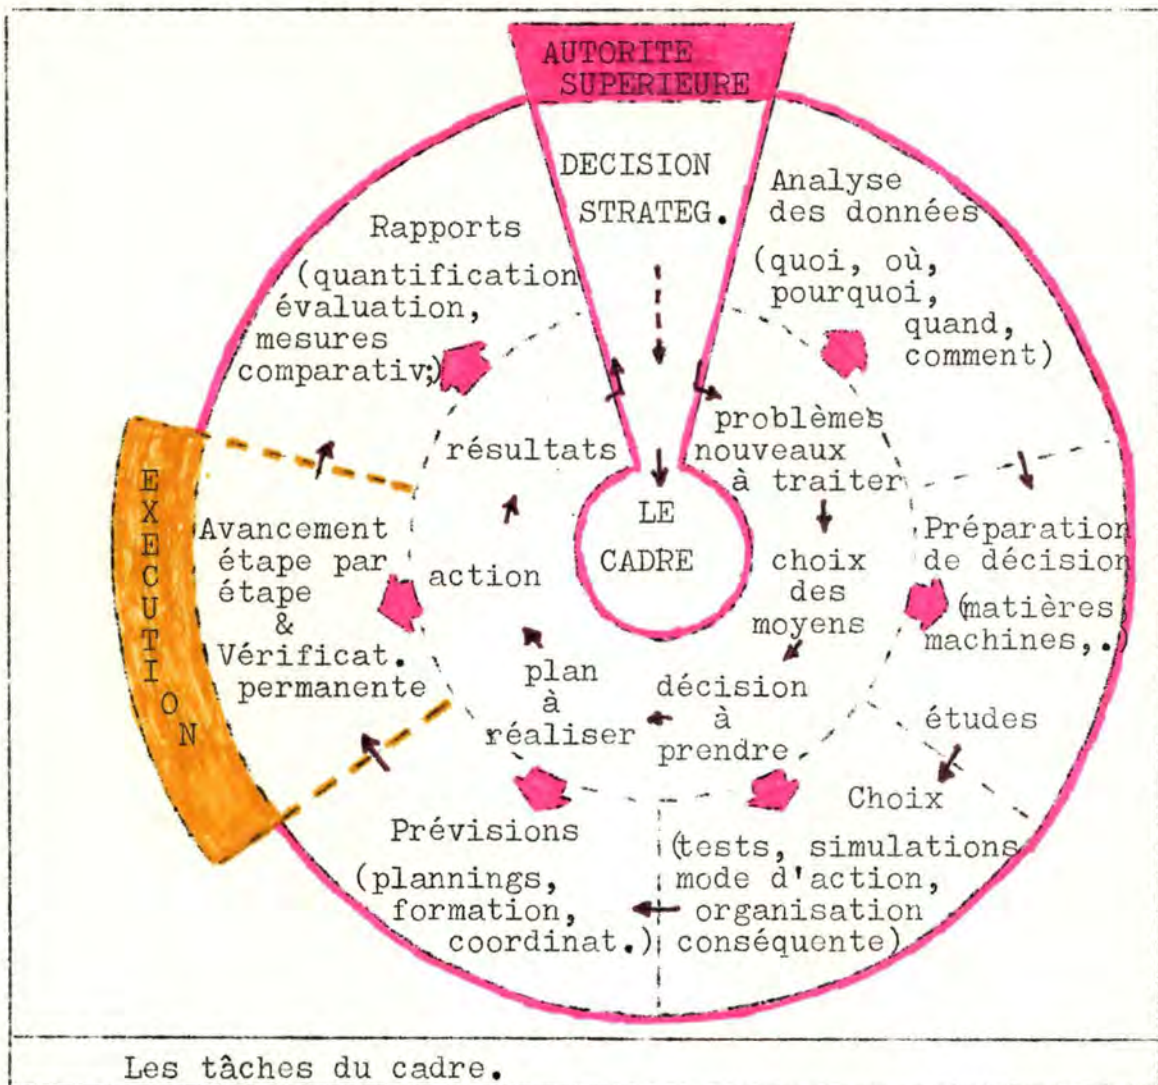 AUTORITE
SUPERIEURE
DECISION
STRATEG.
Analyse
des données
(quoi, où,
pourquoi,
quand,
comment)
Préparation
de décision
(matières
machines,.)
études
Choix
(tests, simulations
mode d'action,
organisation
conséquente)
Prévisions
(plannings,
formation,
coordinat.)
EXECUTION
Avancement
étape par
étape
&
Vérificat.
permanente
Rapports
(quantification
évaluation,
mesures
comparativ;)
problèmes
nouveaux
à traiter
choix
des
moyens
décision
à
prendre
plan
à
réaliser
action
résultats
LE
CADRE
Les tâches du cadre.